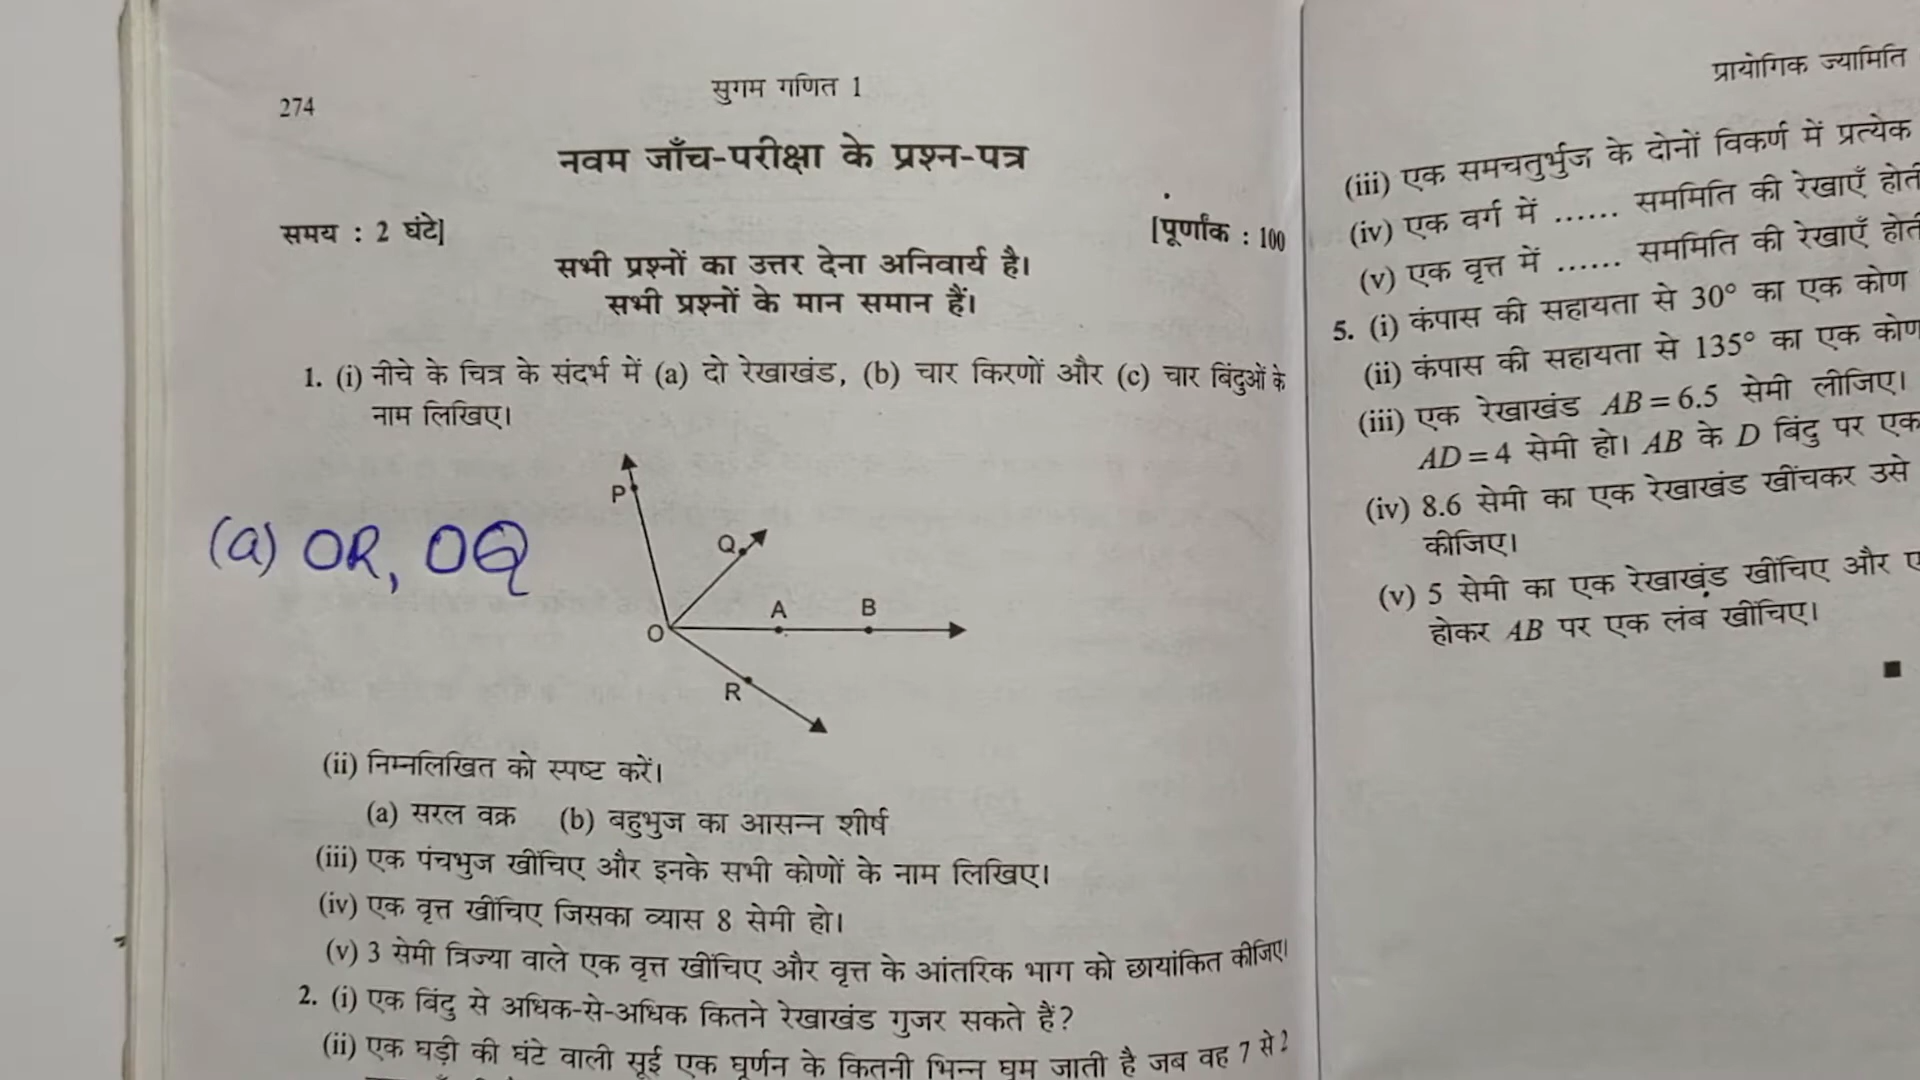 274
सुगम गणित 1
नवम जाँच-परीक्षा के प्रश्न-पत्र
समय : 2 घंटे]
[पूर्णांक : 100
सभी प्रश्नों का उत्तर देना अनिवार्य है।
सभी प्रश्नों के मान समान हैं।
1. (i) नीचे के चित्र के संदर्भ में (a) दो रेखाखंड, (b) चार किरणों और (c) चार बिंदुओं के
नाम लिखिए।
P
Q
(a) OR, OQ
A
B
O
R
(ii) निम्नलिखित को स्पष्ट करें।
(a) सरल वक्र (b) बहुभुज का आसन्न शीर्ष
(iii) एक पंचभुज खींचिए और इनके सभी कोणों के नाम लिखिए।
(iv) एक वृत्त खींचिए जिसका व्यास 8 सेमी हो।
(v) 3 सेमी त्रिज्या वाले एक वृत्त खींचिए और वृत्त के आंतरिक भाग को छायांकित कीजिए।
2. (i) एक बिंदु से अधिक-से-अधिक कितने रेखाखंड गुजर सकते हैं?
(ii) एक घड़ी की घंटे वाली सूई एक घूर्णन के कितनी भिन्न घूम जाती है जब वह 7 से 2
प्रायोगिक ज्यामिति
(iii) एक समचतुर्भुज के दोनों विकर्ण में प्रत्येक
(iv) एक वर्ग में ...... सममिति की रेखाएँ
(v) एक वृत्त में ...... सममिति की रेखाएँ
5. (i) कंपास की सहायता से 30° का एक कोण
(ii) कंपास की सहायता से 135° का एक कोण
(iii) एक रेखाखंड AB = 6.5 सेमी लीजिए।
AD = 4 सेमी हो। AB के D बिंदु पर एक
(iv) 8.6 सेमी का एक रेखाखंड खींचकर उसे
कीजिए।
(v) 5 सेमी का एक रेखाखंड खींचिए और
होकर AB पर एक लंब खींचिए।